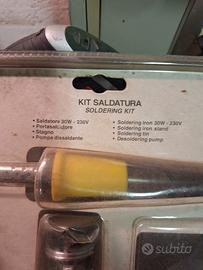 KIT SALDATURA
SOLDERING KIT
• Saldatore 30W - 230V
• Portasaldatore
• Stagno
• Pompa dissaldante
• Soldering iron 30W - 230V
• Soldering iron stand
• Soldering tin
• Desoldering pump
subito